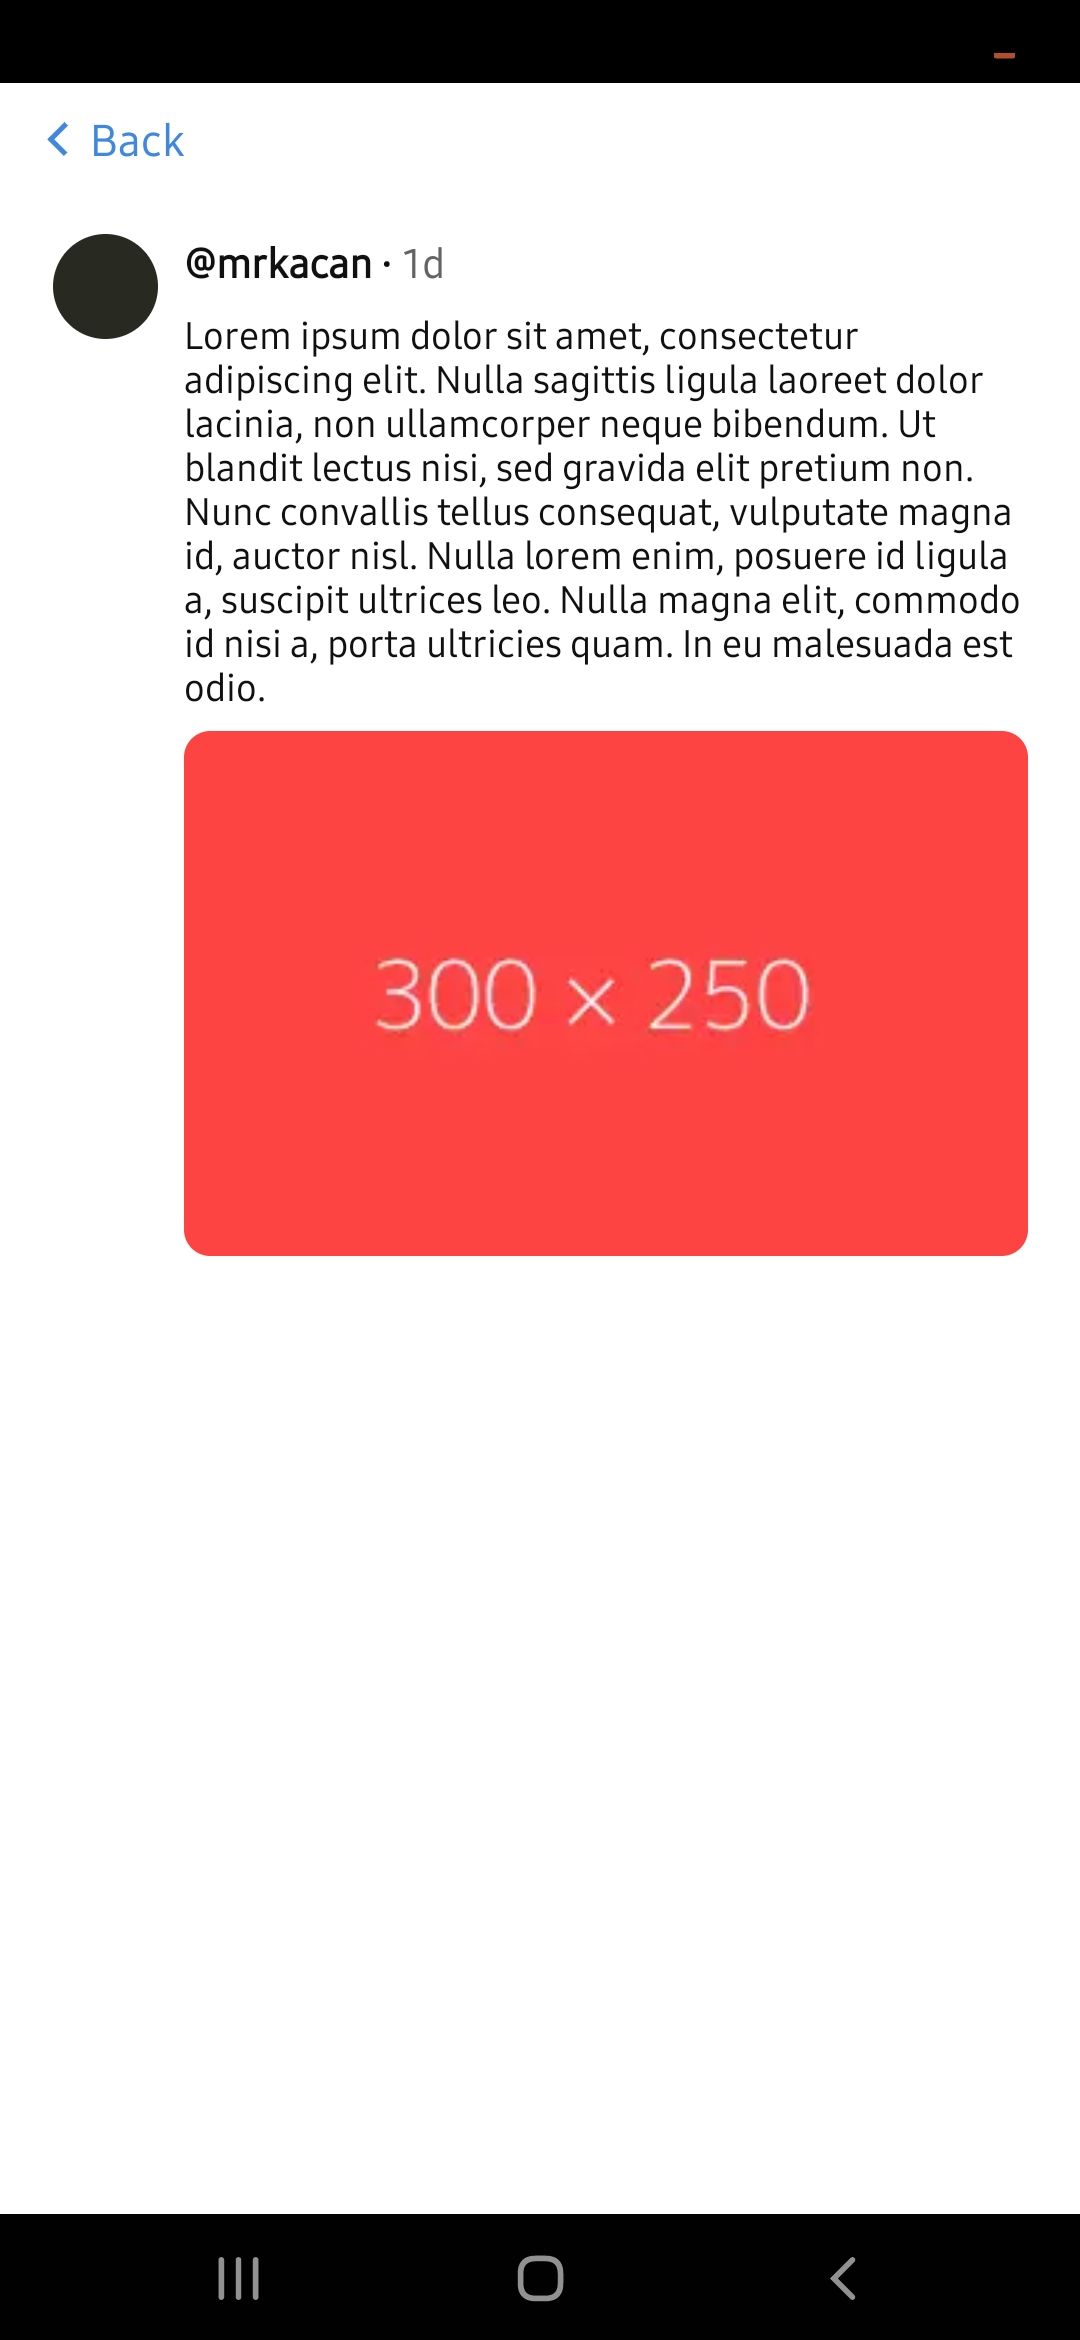 Back
@mrkacan · 1d
Lorem ipsum dolor sit amet, consectetur
adipiscing elit. Nulla sagittis ligula laoreet dolor
lacinia, non ullamcorper neque bibendum. Ut
blandit lectus nisi, sed gravida elit pretium non.
Nunc convallis tellus consequat, vulputate magna
id, auctor nisl. Nulla lorem enim, posuere id ligula
a, suscipit ultrices leo. Nulla magna elit, commodo
id nisi a, porta ultricies quam. In eu malesuada est
odio.
300 × 250